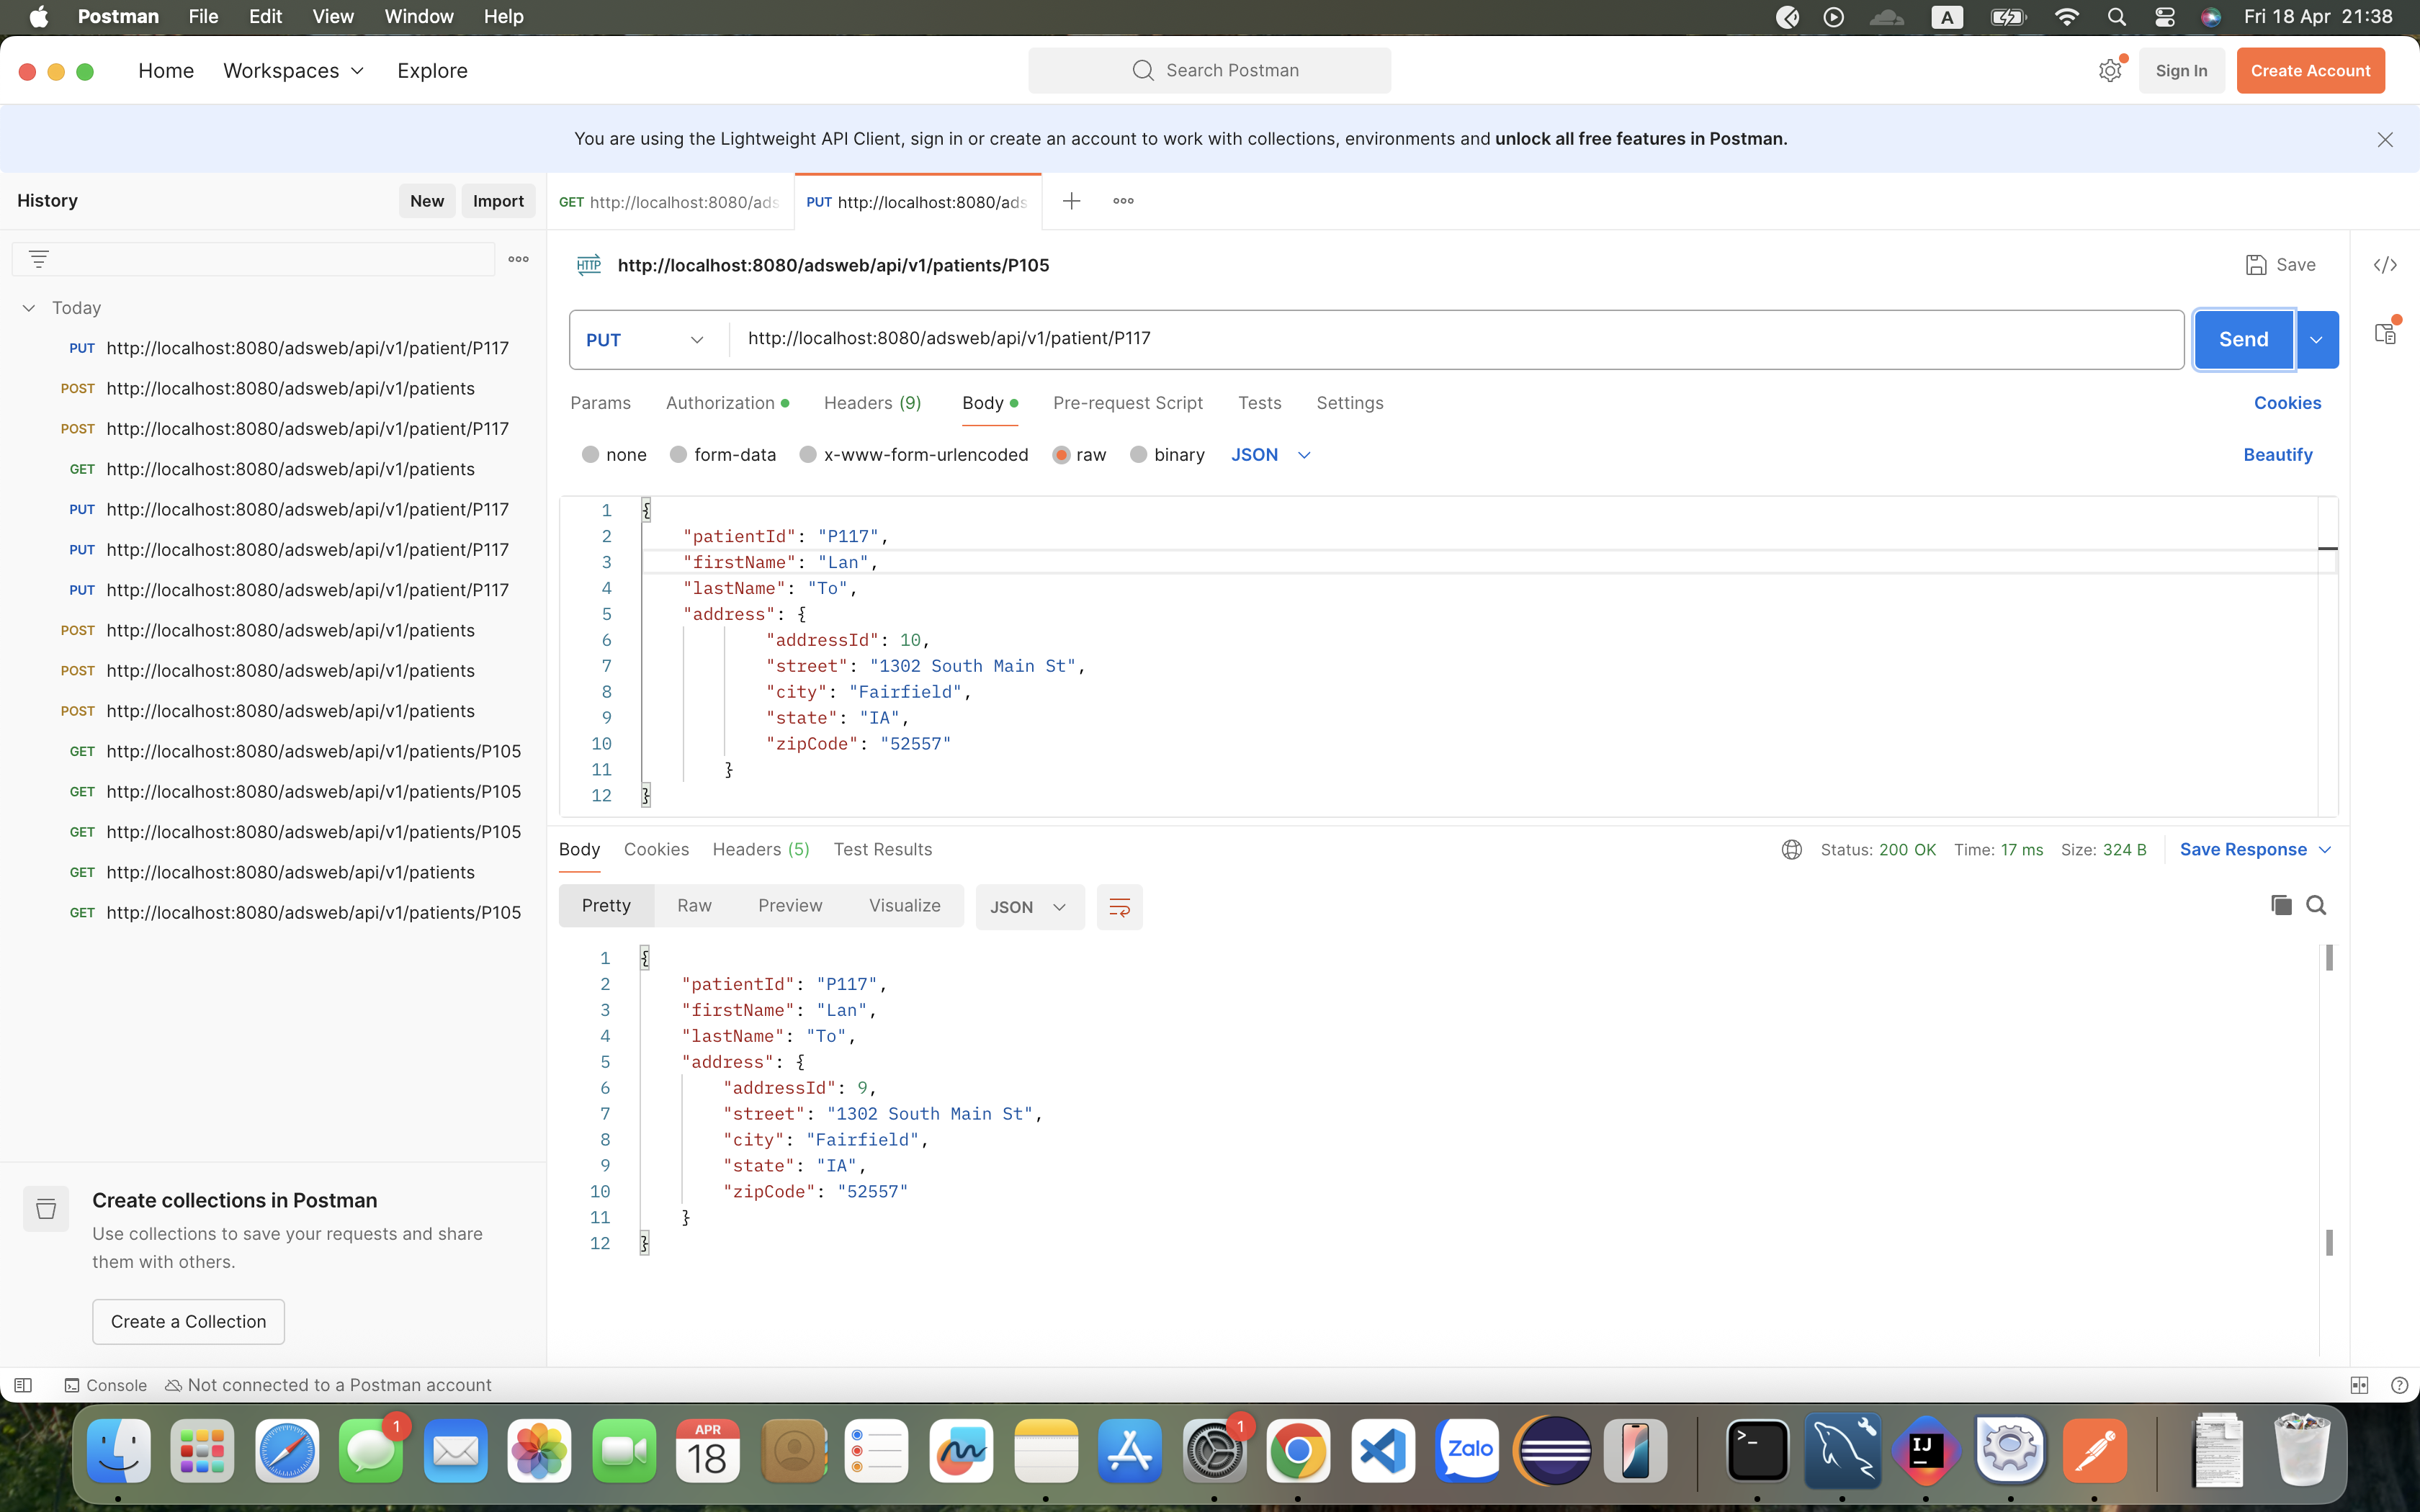 Postman File Edit View Window Help A Fri 18 Apr 21:38
Home Workspaces Explore Search Postman Sign In Create Account
You are using the Lightweight API Client, sign in or create an account to work with collections, environments and unlock all free features in Postman.
History New Import
GET http://localhost:8080/ads PUT http://localhost:8080/ads
Today
PUT http://localhost:8080/adsweb/api/v1/patient/P117
POST http://localhost:8080/adsweb/api/v1/patients
POST http://localhost:8080/adsweb/api/v1/patient/P117
GET http://localhost:8080/adsweb/api/v1/patients
PUT http://localhost:8080/adsweb/api/v1/patient/P117
PUT http://localhost:8080/adsweb/api/v1/patient/P117
PUT http://localhost:8080/adsweb/api/v1/patient/P117
POST http://localhost:8080/adsweb/api/v1/patients
POST http://localhost:8080/adsweb/api/v1/patients
POST http://localhost:8080/adsweb/api/v1/patients
GET http://localhost:8080/adsweb/api/v1/patients/P105
GET http://localhost:8080/adsweb/api/v1/patients/P105
GET http://localhost:8080/adsweb/api/v1/patients/P105
GET http://localhost:8080/adsweb/api/v1/patients
GET http://localhost:8080/adsweb/api/v1/patients/P105
Create collections in Postman
Use collections to save your requests and share
them with others.
Create a Collection
HTTP http://localhost:8080/adsweb/api/v1/patients/P105 Save
PUT http://localhost:8080/adsweb/api/v1/patient/P117 Send
Params Authorization Headers (9) Body Pre-request Script Tests Settings Cookies
none form-data x-www-form-urlencoded raw binary JSON Beautify
1 {
2 "patientId": "P117",
3 "firstName": "Lan",
4 "lastName": "To",
5 "address": {
6 "addressId": 10,
7 "street": "1302 South Main St",
8 "city": "Fairfield",
9 "state": "IA",
10 "zipCode": "52557"
11 }
12 }
Body Cookies Headers (5) Test Results Status: 200 OK Time: 17 ms Size: 324 B Save Response
Pretty Raw Preview Visualize JSON
1 {
2 "patientId": "P117",
3 "firstName": "Lan",
4 "lastName": "To",
5 "address": {
6 "addressId": 9,
7 "street": "1302 South Main St",
8 "city": "Fairfield",
9 "state": "IA",
10 "zipCode": "52557"
11 }
12 }
Console Not connected to a Postman account
1 APR 18 1 Zalo >_ IJ